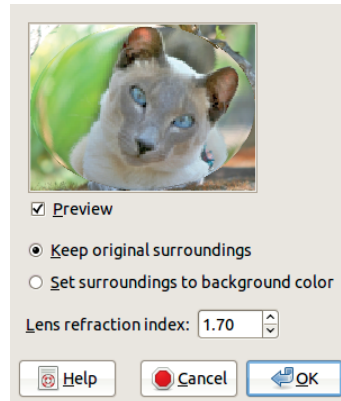 Preview
Keep original surroundings
Set surroundings to background color
Lens refraction index: 1.70
Help Cancel OK